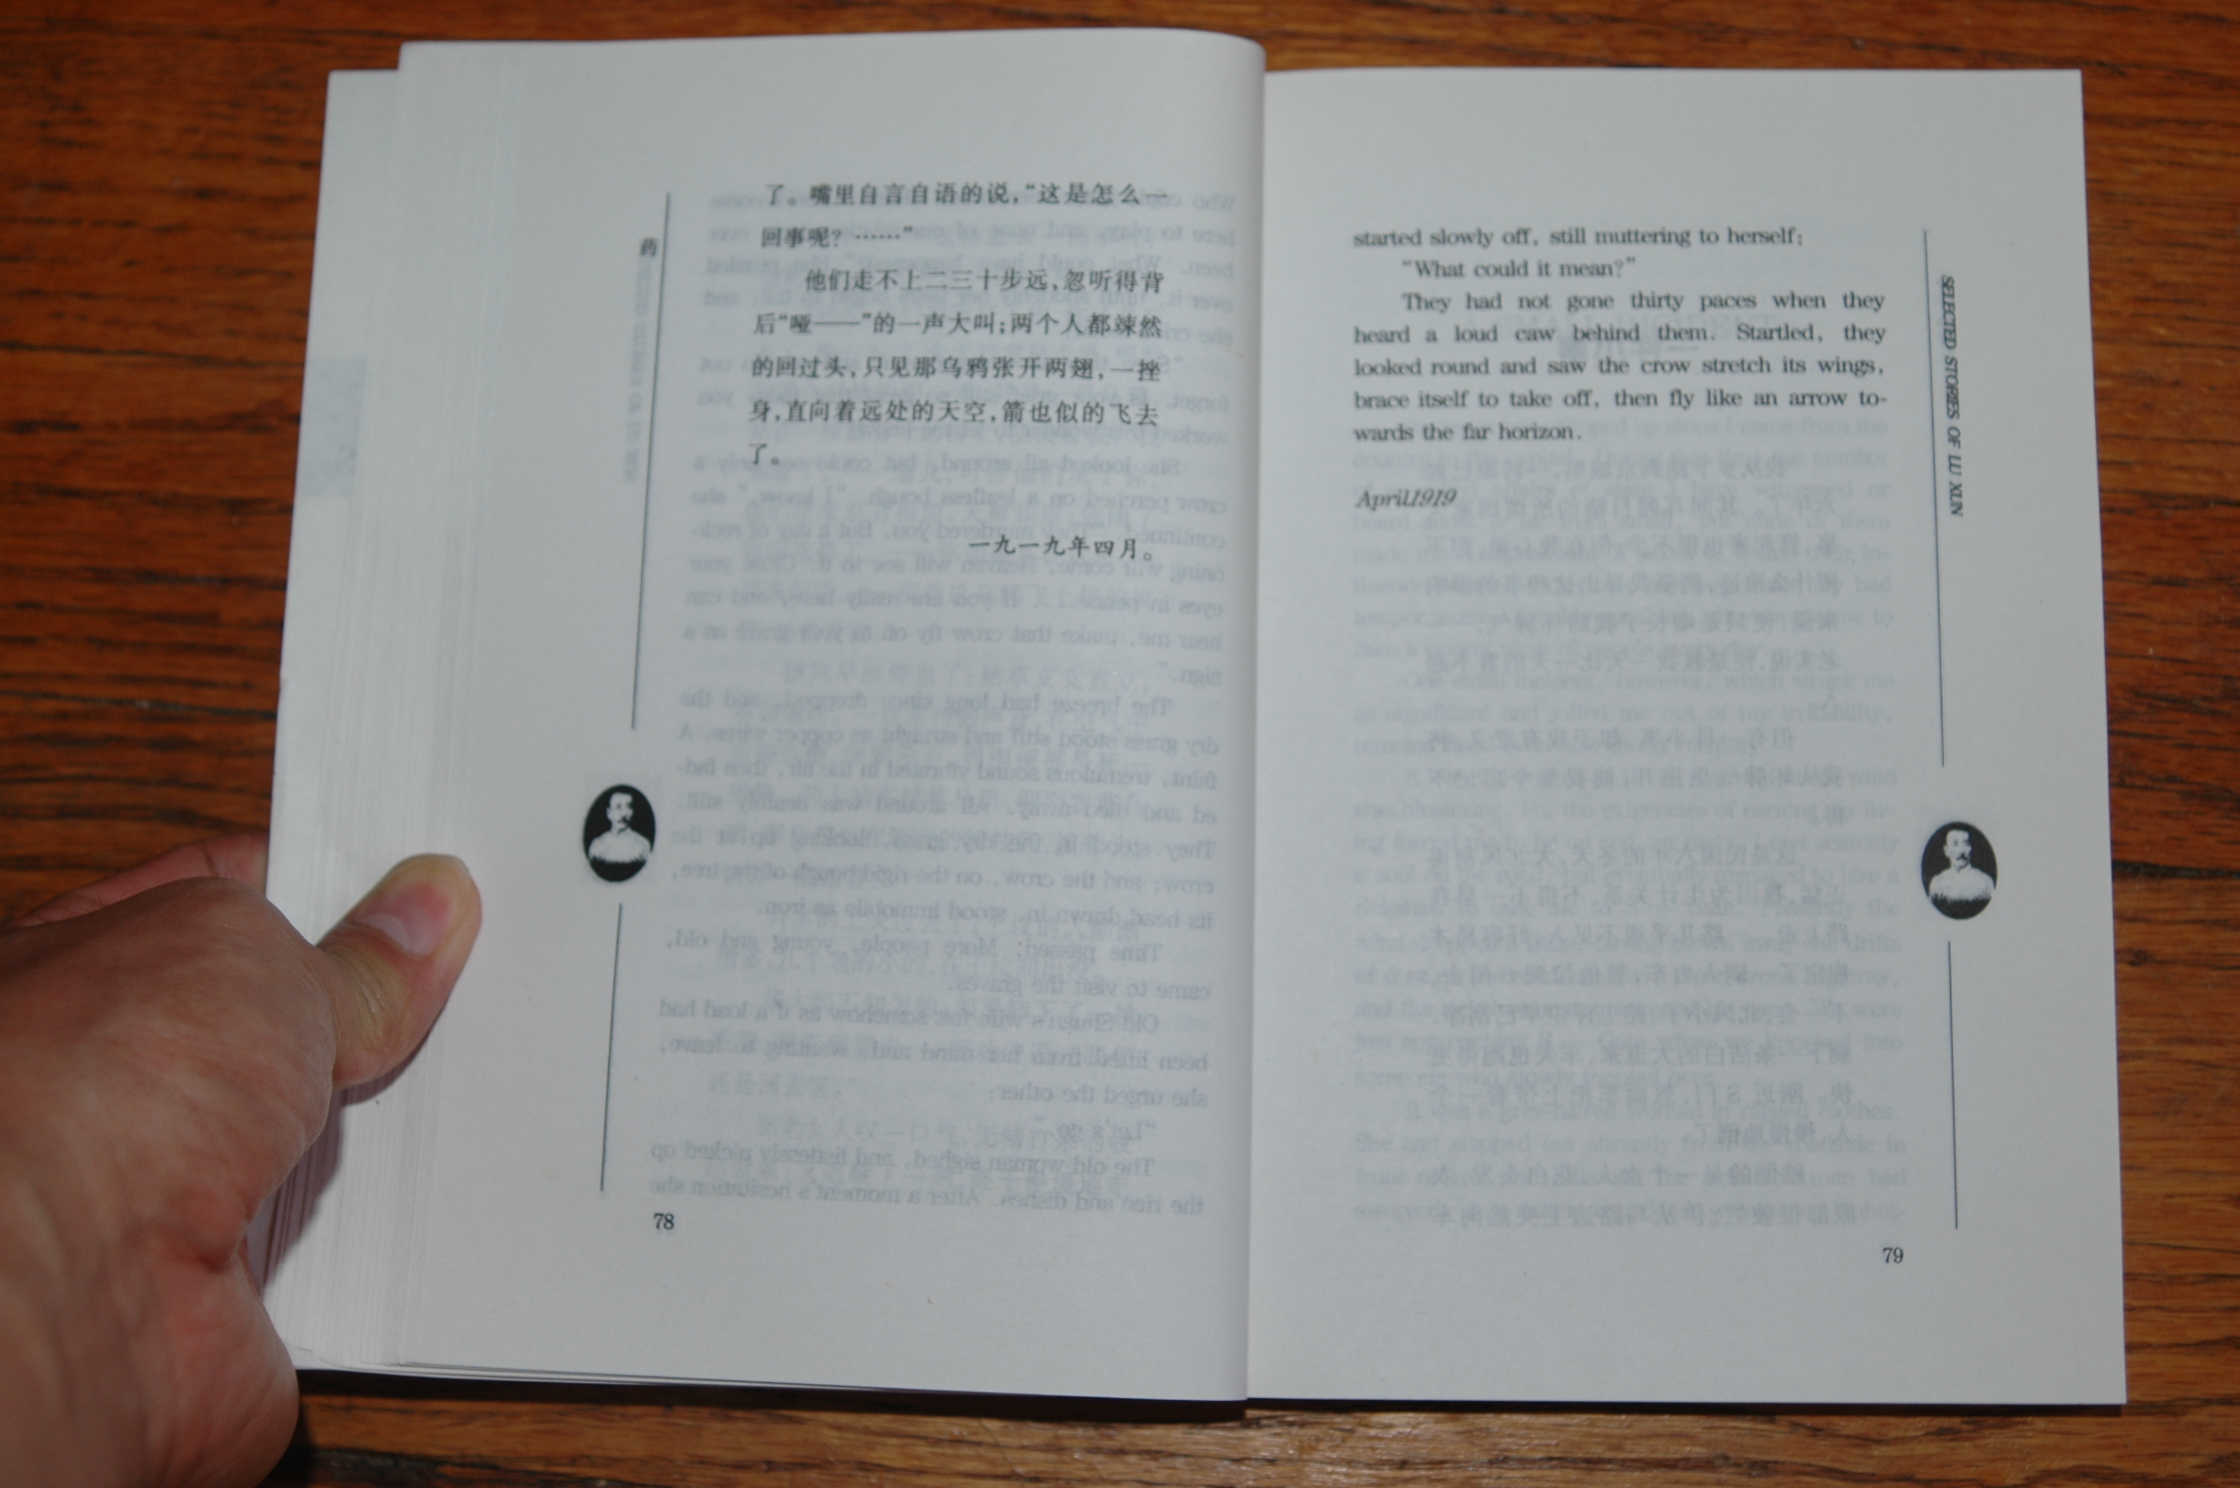 药
了。嘴里自言自语的说，“这是怎么一
回事呢？……”
他们走不上二三十步远，忽听得背
后“哑——”的一声大叫；两个人都竦然
的回过头，只见那乌鸦张开两翅，一挫
身，直向着远处的天空，箭也似的飞去
了。
一九一九年四月。
78
SELECTED STORIES OF LU XUN
started slowly off, still muttering to herself:
“What could it mean?”
They had not gone thirty paces when they
heard a loud caw behind them. Startled, they
looked round and saw the crow stretch its wings,
brace itself to take off, then fly like an arrow to-
wards the far horizon.
April1919
79